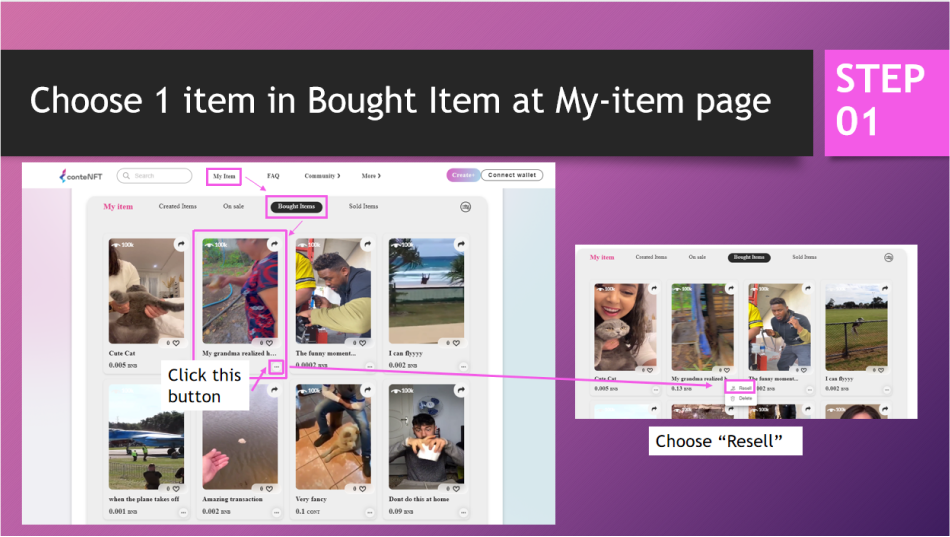 Choose 1 item in Bought Item at My-item page
STEP
01
conteNFT
Search
My Item
FAQ
Community
More
Create+
Connect wallet
My item
Created Items
On sale
Bought Items
Sold Items
100k
100k
100k
100k
0
0
0
0
Cute Cat
My grandma realized h...
The funny moment...
I can flyyyy
0.005 BNB
0.0002 BNB
0.002 BNB
Click this
button
100k
0
0
0
0
when the plane takes off
Amazing transaction
Very fancy
Dont do this at home
0.001 BNB
0.002 BNB
0.1 CONT
0.09 BNB
My item
Created Items
On sale
Bought Items
Sold Items
100k
100k
100k
100k
0
0
0
Cute Cat
My grandma realized h
The funny moment...
I can flyyyy
0.005 BNB
0.13 BNB
002 BNB
0.002 BNB
Resell
Delete
Choose “Resell”